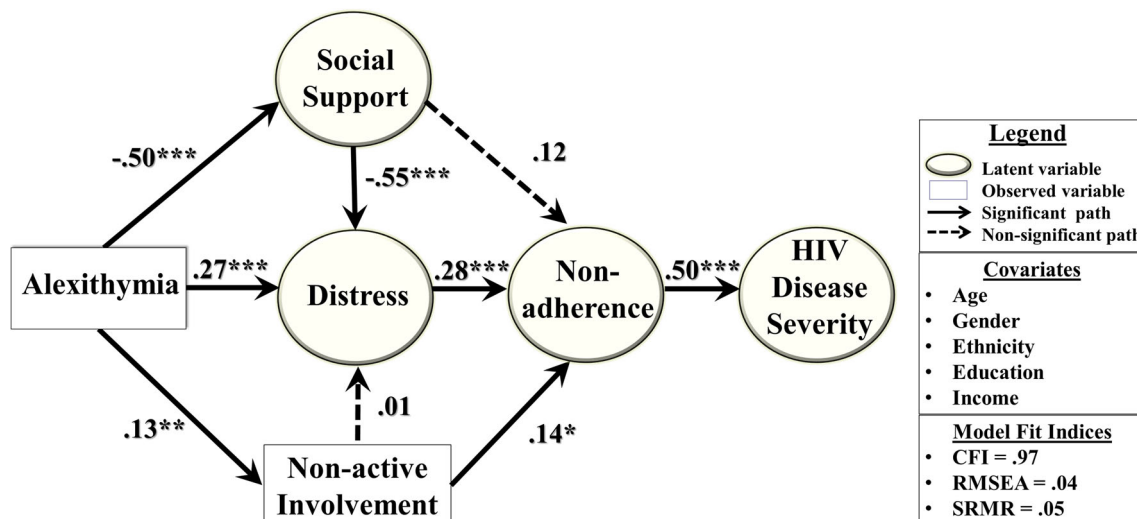 Social
Support
-.50***
-.55***
.12
Alexithymia
.27***
Distress
.28***
Non-
adherence
.50***
HIV
Disease
Severity
.13**
.01
.14*
Non-active
Involvement
Legend
Latent variable
Observed variable
Significant path
Non-significant path
Covariates
• Age
• Gender
• Ethnicity
• Education
• Income
Model Fit Indices
• CFI = .97
• RMSEA = .04
• SRMR = .05